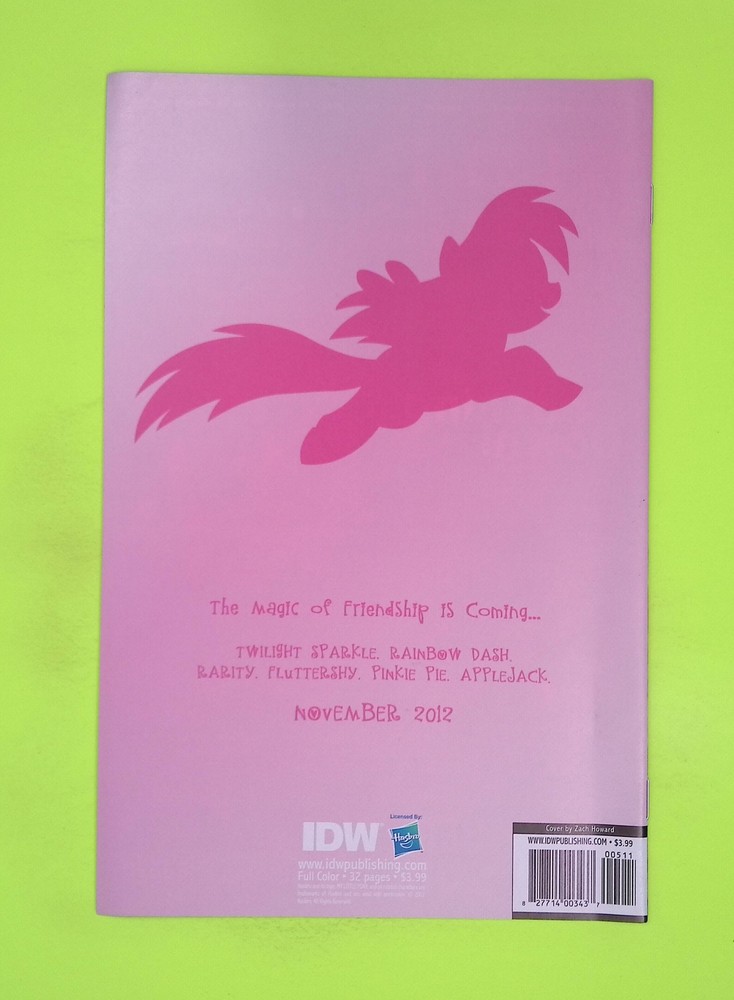 The Magic of Friendship is Coming...
TWILIGHT SPARKLE. RAINBOW DASH.
RARITY. FLUTTERSHY. PINKIE PIE. APPLEJACK.
NOVEMBER 2012
Licensed By:
IDW
Hasbro
www.idwpublishing.com
Full Color • 32 pages • $3.99
Cover by Zach Howard
WWW.IDWPUBLISHING.COM • $3.99
00511
8 27714 00343 7